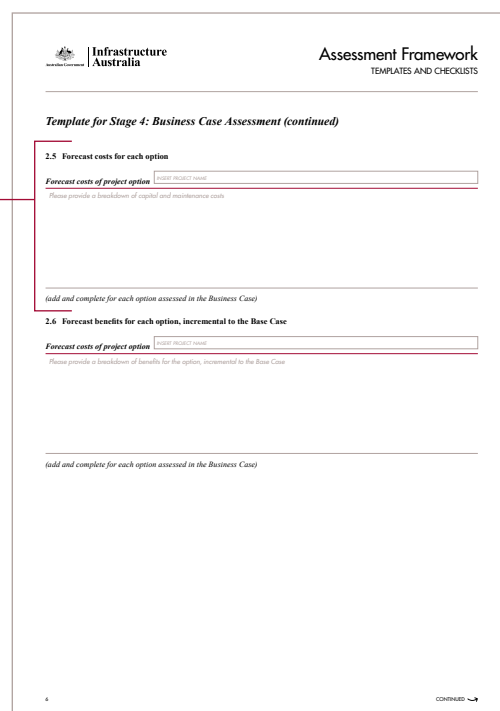 Australian Government
Infrastructure
Australia
Assessment Framework
TEMPLATES AND CHECKLISTS
Template for Stage 4: Business Case Assessment (continued)
2.5 Forecast costs for each option
Forecast costs of project option INSERT PROJECT NAME
Please provide a breakdown of capital and maintenance costs
(add and complete for each option assessed in the Business Case)
2.6 Forecast benefits for each option, incremental to the Base Case
Forecast costs of project option INSERT PROJECT NAME
Please provide a breakdown of benefits for the option, incremental to the Base Case
(add and complete for each option assessed in the Business Case)
6
CONTINUED